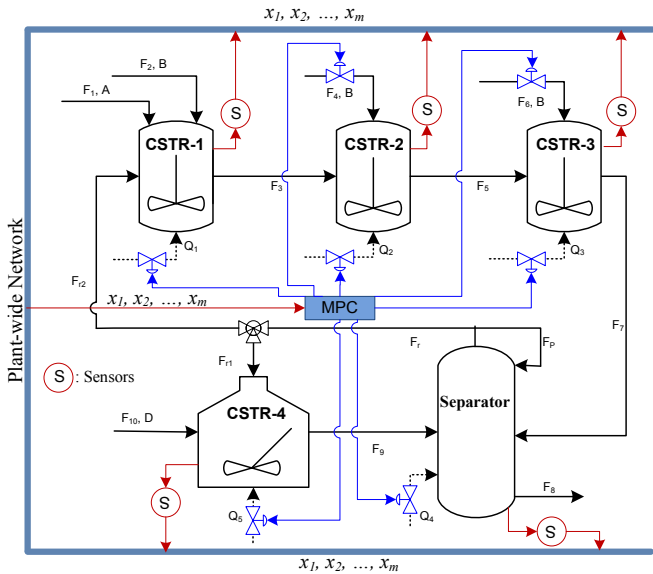 x1, x2, ..., xm
F2, B
F1, A
F4, B
F6, B
S
S
S
CSTR-1
CSTR-2
CSTR-3
F3
F5
Q1
Q2
Q3
Fr2
Plant-wide Network
x1, x2, ..., xm
MPC
F7
Fr
FP
Fr1
S : Sensors
CSTR-4
Separator
F10, D
F9
F8
S
Q5
Q4
S
x1, x2, ..., xm